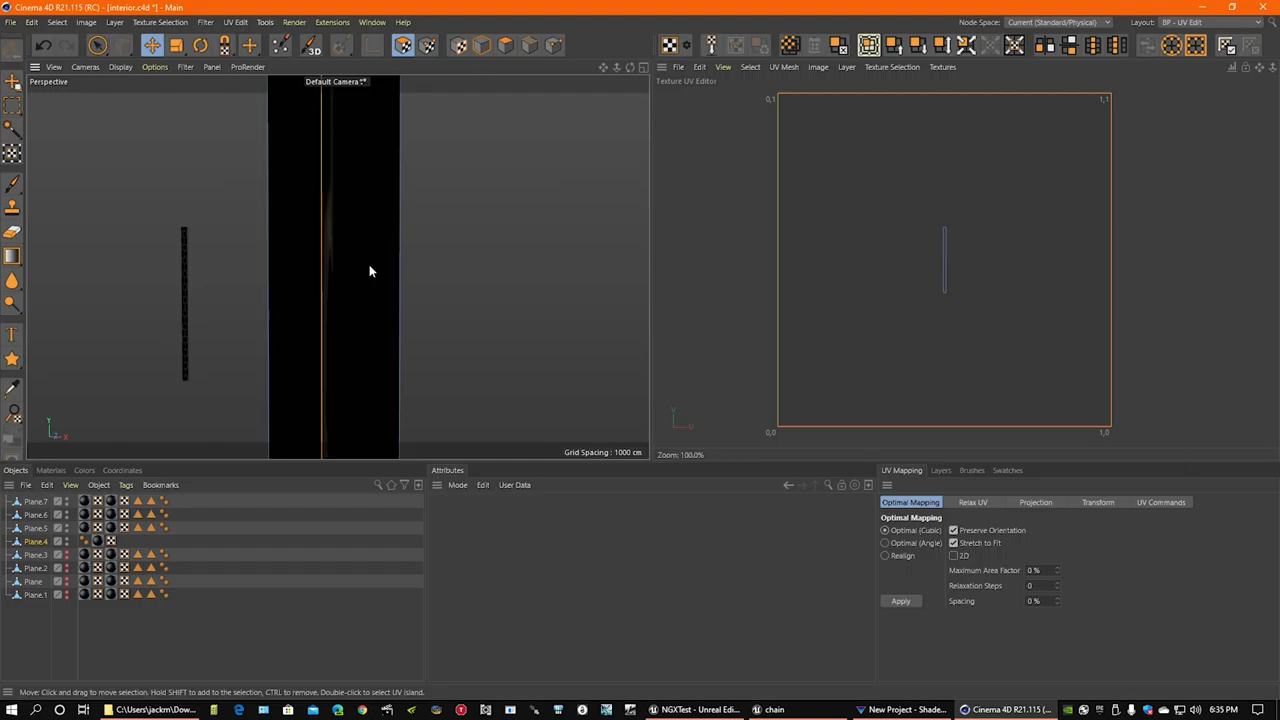 Cinema 4D R21.115 (RC) - [interior.c4d *] - Main
File Edit Select Image Layer Texture Selection Filter UV Edit Tools Render Extensions Window Help
Node Space: Current (Standard/Physical) Layout: BP - UV Edit
3D
View Cameras Display Options Filter Panel ProRender
File Edit View UV Mesh Image Layer Texture Selection Textures
Perspective
Default Camera
Texture UV Editor
0,1
1,1
0,0
1,0
Y
X
Z
V
U
Grid Spacing : 1000 cm
Zoom: 100.0%
Objects Materials Colors Coordinates
Attributes
UV Mapping Layers Brushes Swatches
File Edit View Object Tags Bookmarks
Mode Edit User Data
Plane.7
Plane.6
Plane.5
Plane.4
Plane.3
Plane.2
Plane
Plane.1
Optimal Mapping Relax UV Projection Transform UV Commands
Optimal Mapping
Optimal (Cubic) Preserve Orientation
Optimal (Angle) Stretch to Fit
Realign 2D
Maximum Area Factor 0 %
Relaxation Steps 0
Apply Spacing 0 %
Move: Click and drag to move selection. Hold SHIFT to add to the selection, CTRL to remove. Double-click to select UV island.
C:\Users\jackm\Dow...
NGXTest - Unreal Edi...
chain
New Project - Shade...
Cinema 4D R21.115 (...
6:35 PM